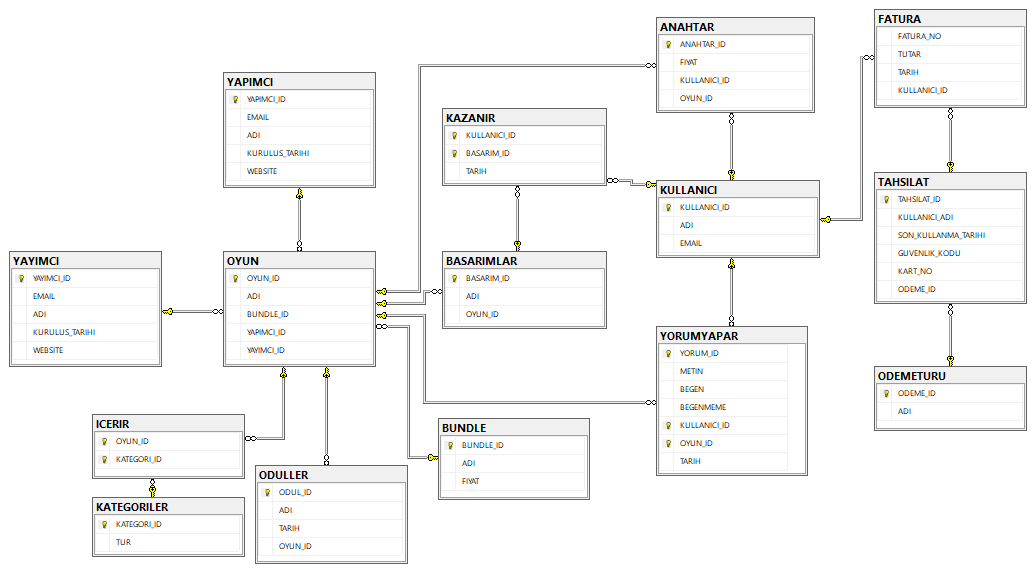 YAPIMCI
YAPIMCI_ID
EMAIL
ADI
KURULUS_TARIHI
WEBSITE
KAZANIR
KULLANICI_ID
BASARIM_ID
TARIH
ANAHTAR
ANAHTAR_ID
FIYAT
KULLANICI_ID
OYUN_ID
FATURA
FATURA_NO
TUTAR
TARIH
KULLANICI_ID
KULLANICI
KULLANICI_ID
ADI
EMAIL
TAHSILAT
TAHSILAT_ID
KULLANICI_ADI
SON_KULLANMA_TARIHI
GUVENLIK_KODU
KART_NO
ODEME_ID
YAYIMCI
YAYIMCI_ID
EMAIL
ADI
KURULUS_TARIHI
WEBSITE
OYUN
OYUN_ID
ADI
BUNDLE_ID
YAPIMCI_ID
YAYIMCI_ID
BASARIMLAR
BASARIM_ID
ADI
OYUN_ID
YORUMYAPAR
YORUM_ID
METIN
BEGEN
BEGENMEME
KULLANICI_ID
OYUN_ID
TARIH
ODEMETURU
ODEME_ID
ADI
ICERIR
OYUN_ID
KATEGORI_ID
BUNDLE
BUNDLE_ID
ADI
FIYAT
KATEGORILER
KATEGORI_ID
TUR
ODULLER
ODUL_ID
ADI
TARIH
OYUN_ID